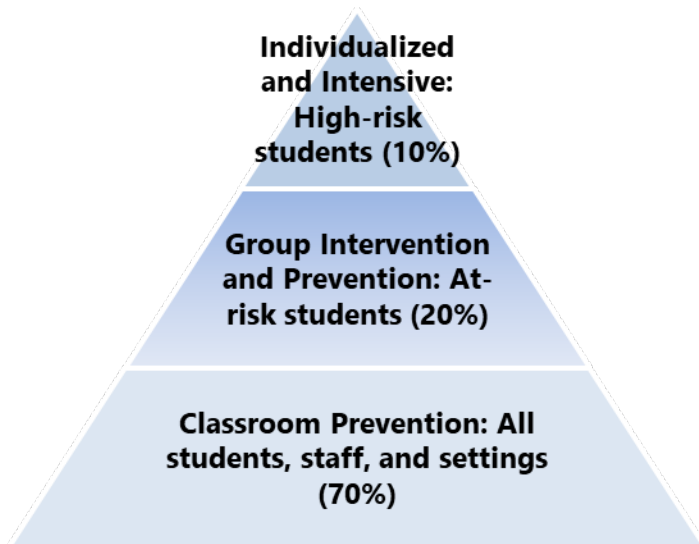 Individualized
and Intensive:
High-risk
students (10%)
Group Intervention
and Prevention: At-
risk students (20%)
Classroom Prevention: All
students, staff, and settings
(70%)